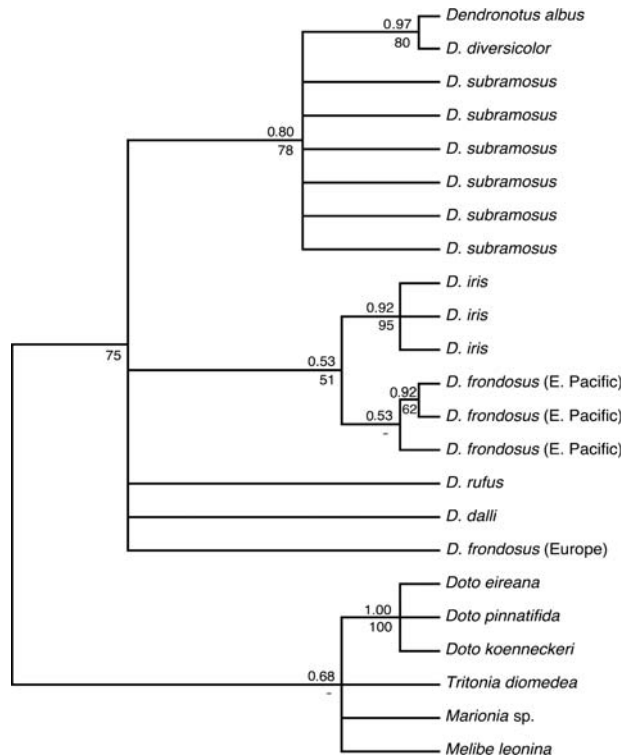 Dendronotus albus
0.97
80
D. diversicolor
D. subramosus
D. subramosus
0.80
78
D. subramosus
D. subramosus
D. subramosus
D. subramosus
D. iris
0.92
95
D. iris
75
D. iris
0.53
51
D. frondosus (E. Pacific)
0.92
62
D. frondosus (E. Pacific)
0.53
-
D. frondosus (E. Pacific)
D. rufus
D. dalli
D. frondosus (Europe)
Doto eireana
1.00
100
Doto pinnatifida
Doto koenneckeri
0.68
-
Tritonia diomedea
Marionia sp.
Melibe leonina